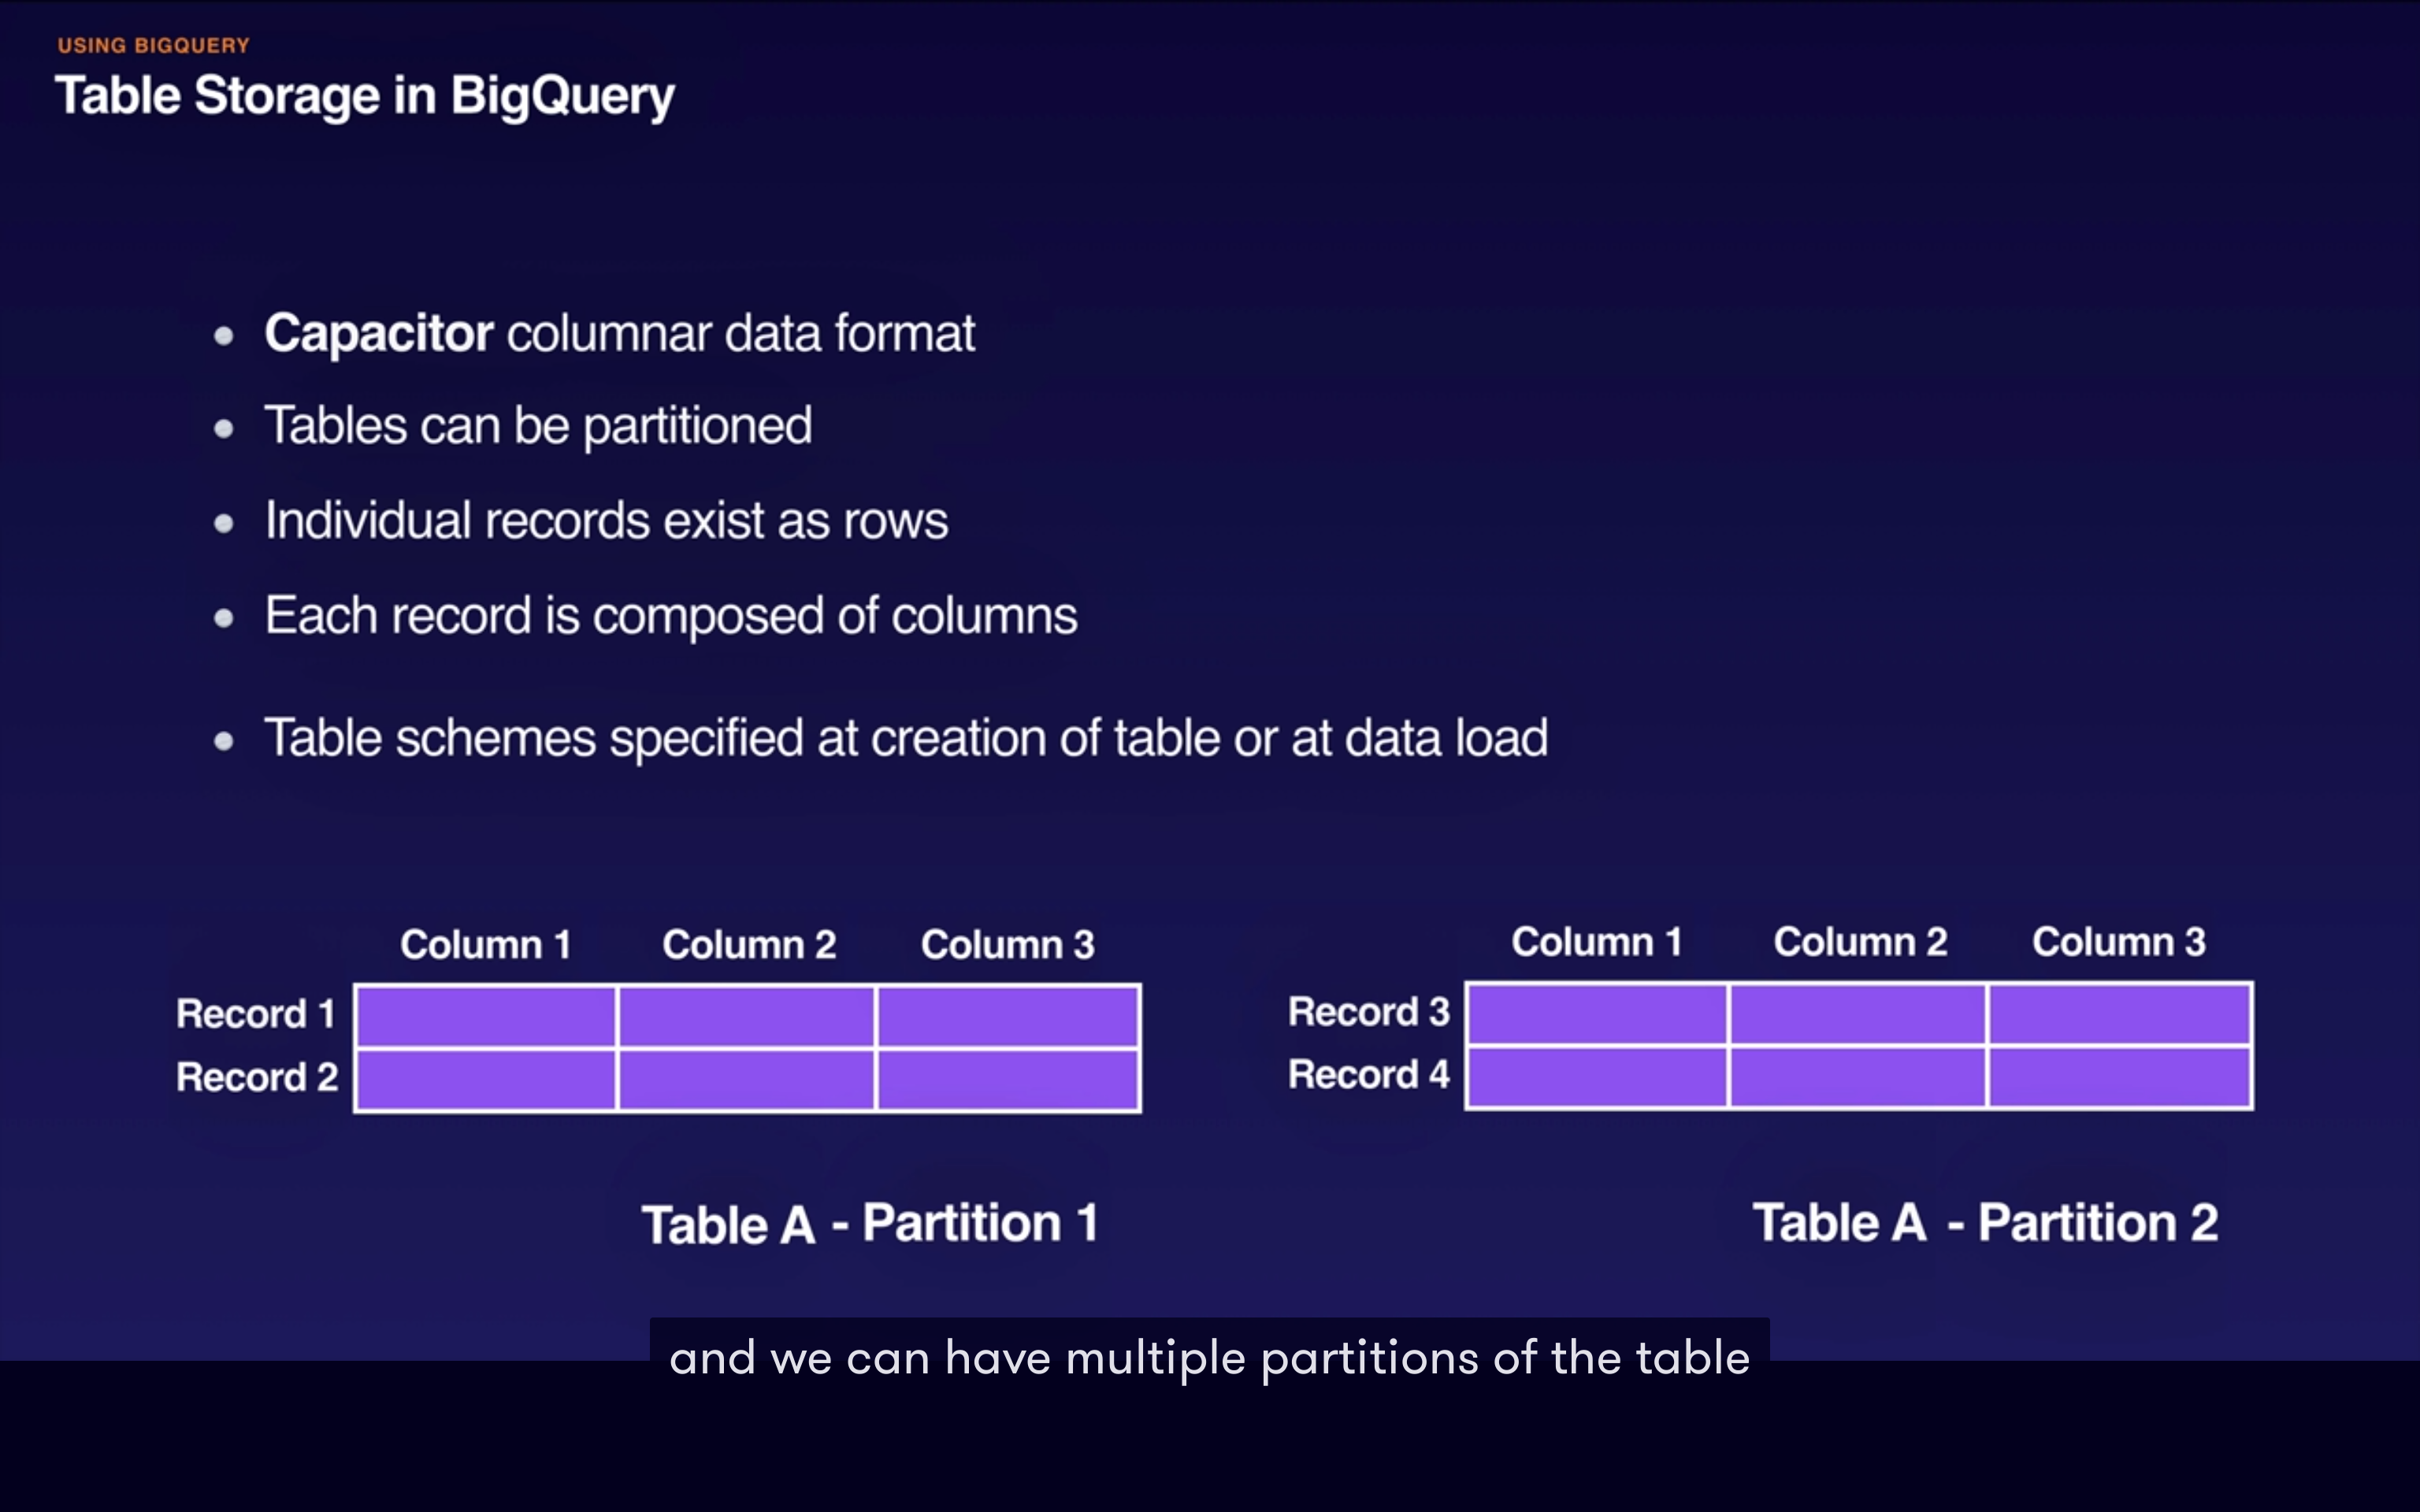 USING BIGQUERY
Table Storage in BigQuery
Capacitor columnar data format
Tables can be partitioned
Individual records exist as rows
Each record is composed of columns
Table schemes specified at creation of table or at data load
Column 1 Column 2 Column 3
Record 1
Record 2
Table A - Partition 1
Column 1 Column 2 Column 3
Record 3
Record 4
Table A - Partition 2
and we can have multiple partitions of the table